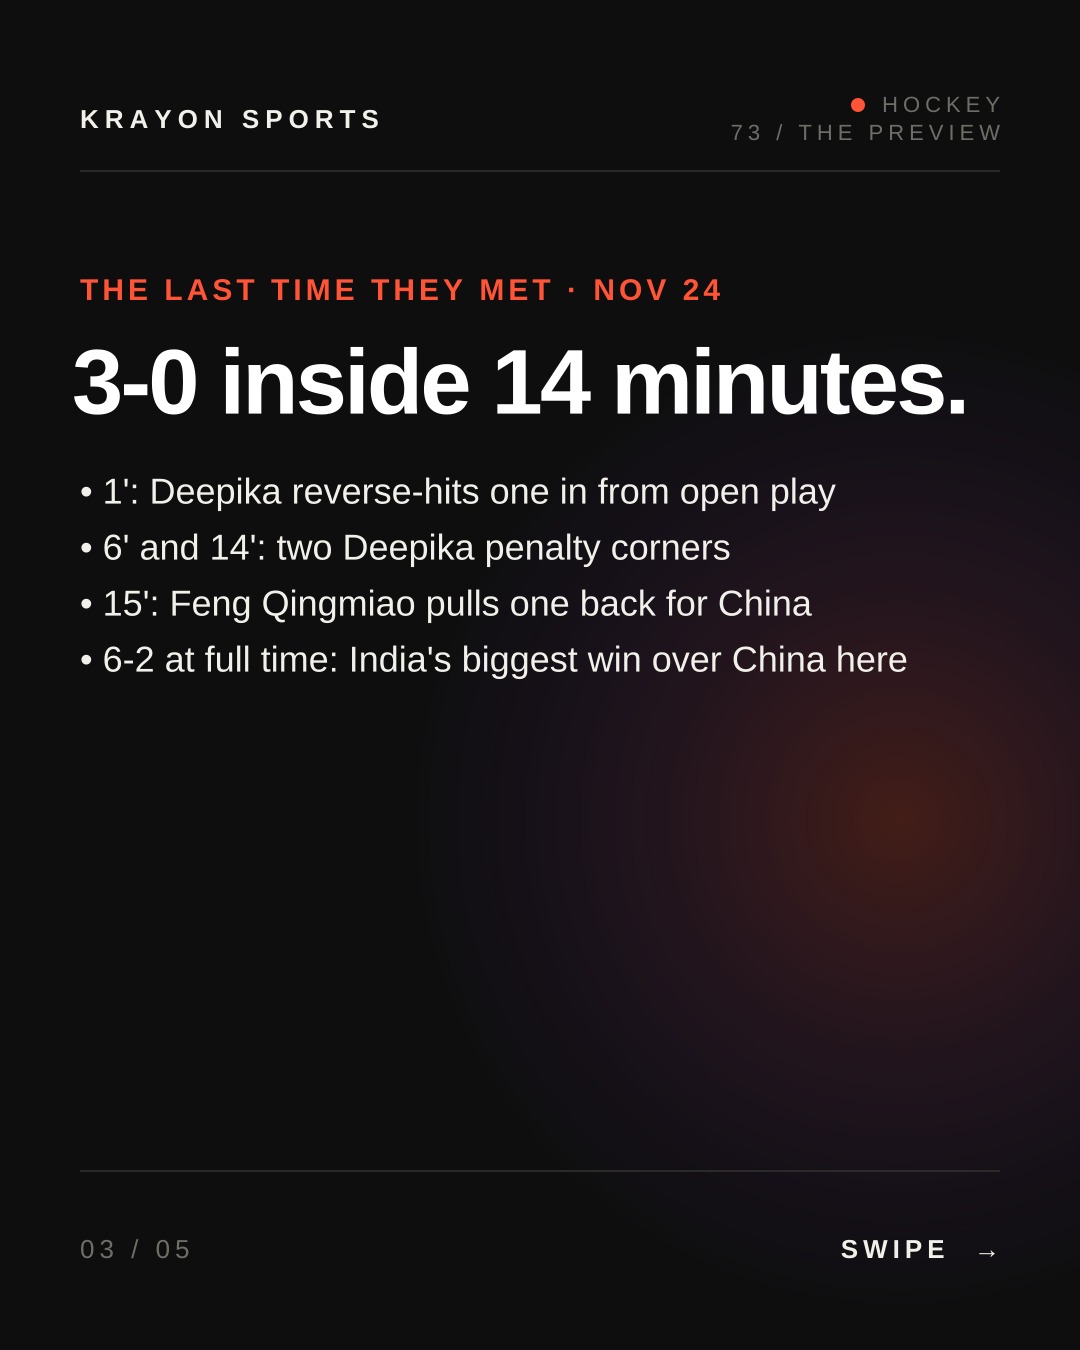 KRAYON SPORTS
HOCKEY
73 / THE PREVIEW
THE LAST TIME THEY MET · NOV 24
3-0 inside 14 minutes.
• 1': Deepika reverse-hits one in from open play
• 6' and 14': two Deepika penalty corners
• 15': Feng Qingmiao pulls one back for China
• 6-2 at full time: India's biggest win over China here
03 / 05
SWIPE →